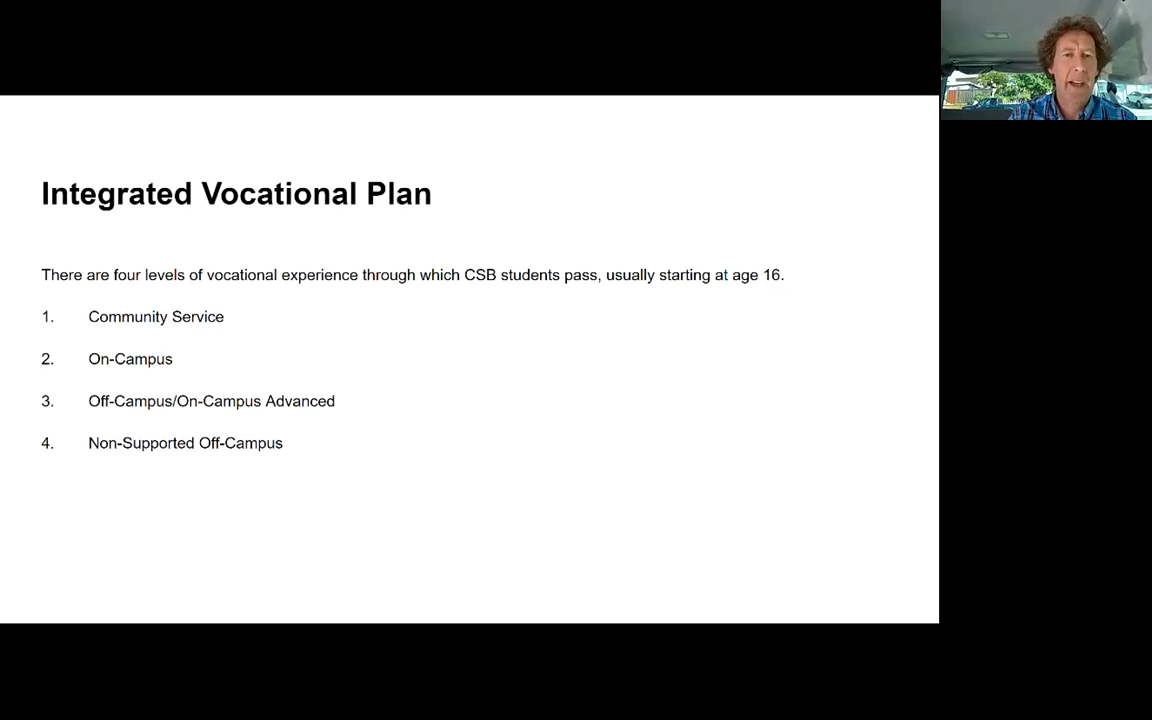 Integrated Vocational Plan
There are four levels of vocational experience through which CSB students pass, usually starting at age 16.
1. Community Service
2. On-Campus
3. Off-Campus/On-Campus Advanced
4. Non-Supported Off-Campus